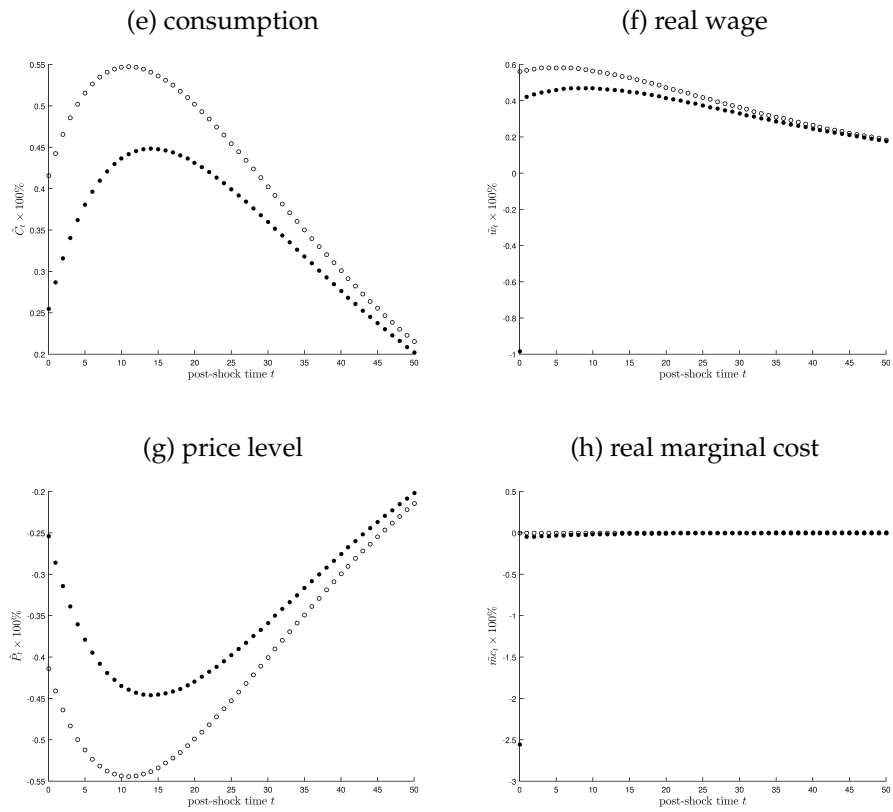 (e) consumption
(f) real wage
0.55
0.5
0.45
0.4
0.35
0.3
0.25
0.2
C̃t × 100%
0 5 10 15 20 25 30 35 40 45 50
post-shock time t
0.6
0.4
0.2
0
-0.2
-0.4
-0.6
-0.8
-1
w̃t × 100%
0 5 10 15 20 25 30 35 40 45 50
post-shock time t
(g) price level
(h) real marginal cost
-0.2
-0.25
-0.3
-0.35
-0.4
-0.45
-0.5
-0.55
P̃t × 100%
0 5 10 15 20 25 30 35 40 45 50
post-shock time t
0.5
0
-0.5
-1
-1.5
-2
-2.5
-3
m̃ct × 100%
0 5 10 15 20 25 30 35 40 45 50
post-shock time t